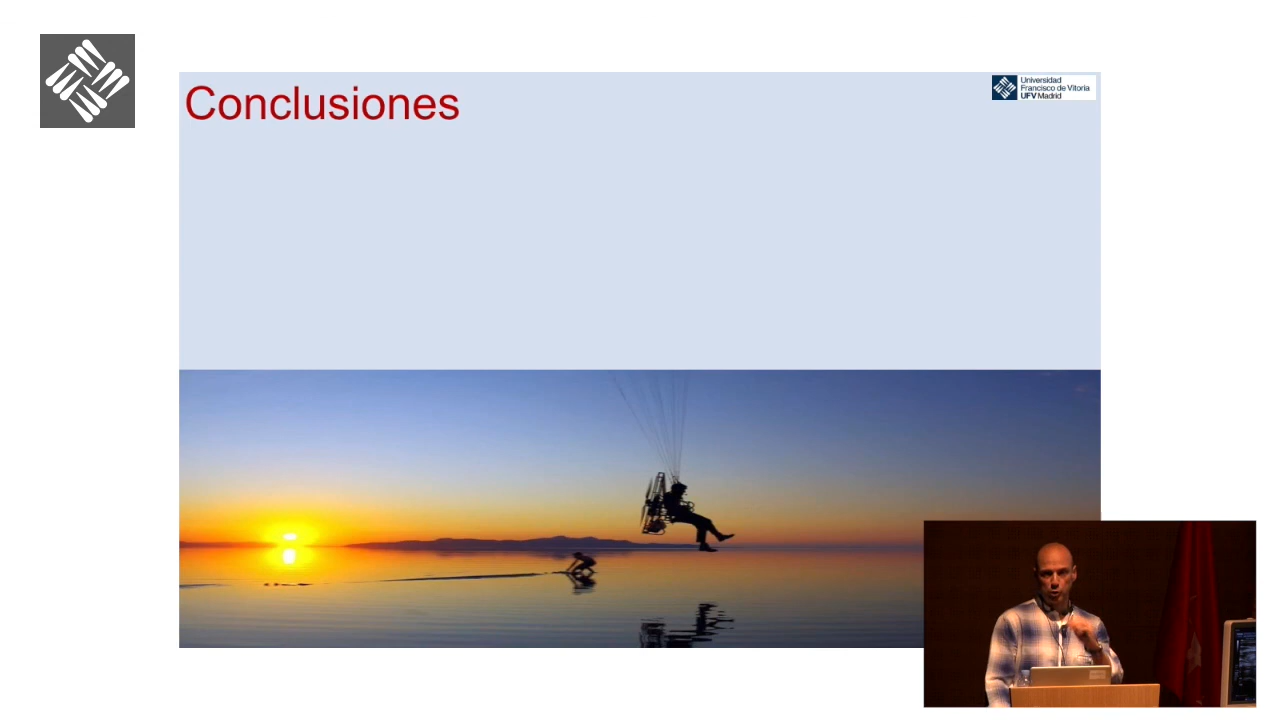 Conclusiones
Universidad
Francisco de Vitoria
UFV Madrid